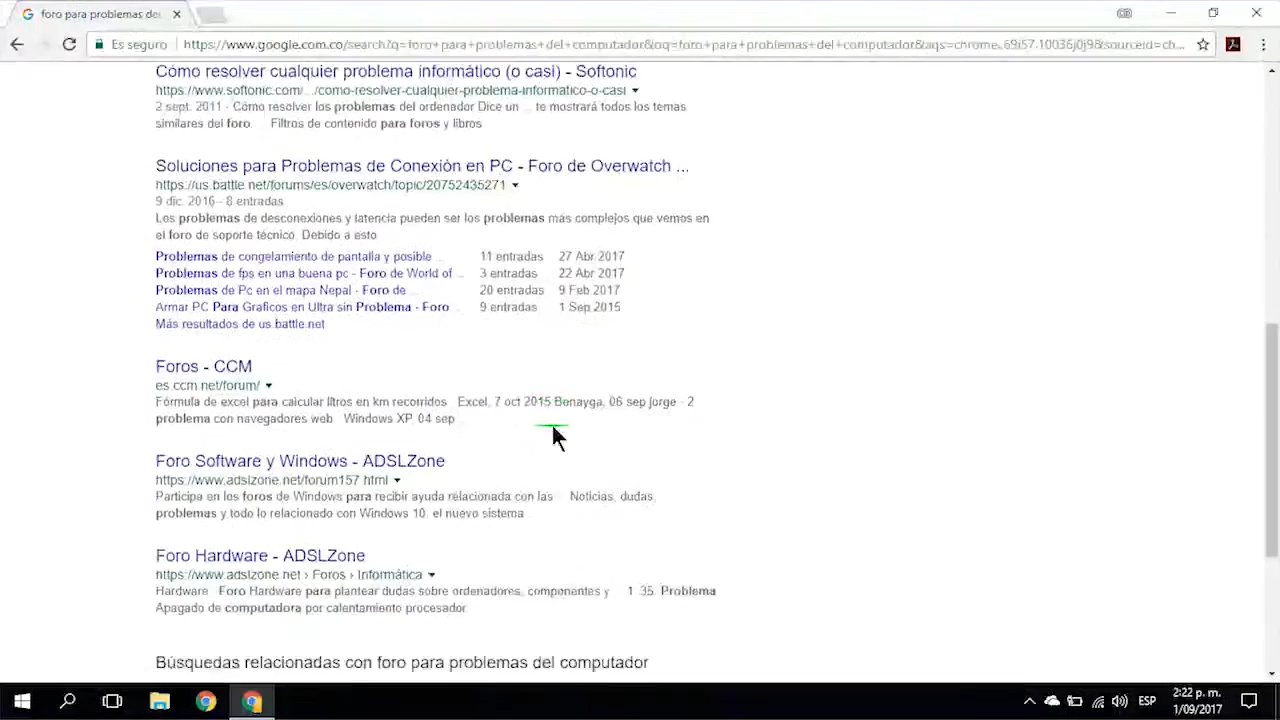 foro para problemas de
Es seguro
https://www.google.com.co/search?q=foro+para+problemas+del+computador&oq=foro+para+problemas+del+computador&aqs=chrome..69i57.10036j0j9&sourceid=ch...
Cómo resolver cualquier problema informático (o casi) - Softonic
https://www.softonic.com/.../como-resolver-cualquier-problema-informatico-o-casi
2 sept. 2011 - Cómo resolver los problemas del ordenador Dice un ... te mostrará todos los temas
similares del foro. Filtros de contenido para foros y libros
Soluciones para Problemas de Conexión en PC - Foro de Overwatch ...
https://us.battle.net/forums/es/overwatch/topic/20752435271
9 dic. 2016 - 8 entradas
Los problemas de desconexiones y latencia pueden ser los problemas más complejos que vemos en
el foro de soporte técnico. Debido a esto
Problemas de congelamiento de pantalla y posible ... 11 entradas 27 Abr 2017
Problemas de fps en una buena pc - Foro de World of ... 3 entradas 22 Abr 2017
Problemas de Pc en el mapa Nepal - Foro de ... 20 entradas 9 Feb 2017
Armar PC Para Graficos en Ultra sin Problema - Foro ... 9 entradas 1 Sep 2015
Más resultados de us.battle.net
Foros - CCM
es.ccm.net/forum/
Fórmula de excel para calcular litros en km recorridos Excel, 7 oct 2015 Benayga, 06 sep jorge - 2
problema con navegadores web Windows XP, 04 sep
Foro Software y Windows - ADSLZone
https://www.adslzone.net/forum157.html
Participa en los foros de Windows para recibir ayuda relacionada con las Noticias, dudas,
problemas y todo lo relacionado con Windows 10, el nuevo sistema
Foro Hardware - ADSLZone
https://www.adslzone.net › Foros › Informática
Hardware Foro Hardware para plantear dudas sobre ordenadores, componentes y 1 35. Problema
Apagado de computadora por calentamiento procesador
Búsquedas relacionadas con foro para problemas del computador
ESP
2:22 p. m.
1/09/2017